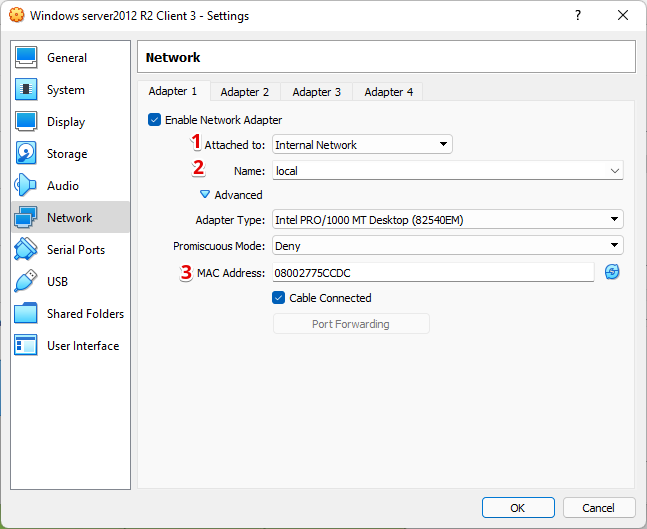 Windows server2012 R2 Client 3 - Settings
?
General
System
Display
Storage
Audio
Network
Serial Ports
USB
Shared Folders
User Interface
Network
Adapter 1 Adapter 2 Adapter 3 Adapter 4
Enable Network Adapter
1 Attached to: Internal Network
2 Name: local
Advanced
Adapter Type: Intel PRO/1000 MT Desktop (82540EM)
Promiscuous Mode: Deny
3 MAC Address: 08002775CCDC
Cable Connected
Port Forwarding
OK Cancel